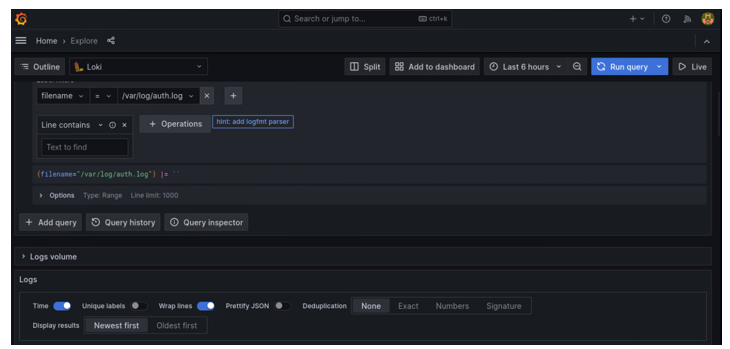 Search or jump to... ctrl+k
Home › Explore
Outline Loki Split Add to dashboard Last 6 hours Run query Live
filename = /var/log/auth.log × +
Line contains × + Operations hint: add logfmt parser
Text to find
{filename="/var/log/auth.log"} |= ``
Options Type: Range Line limit: 1000
+ Add query Query history Query inspector
Logs volume
Logs
Time Unique labels Wrap lines Prettify JSON Deduplication None Exact Numbers Signature
Display results Newest first Oldest first